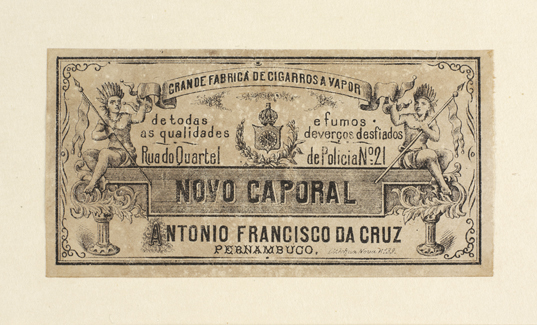 GRANDE FABRICA DE CIGARROS A VAPOR
de todas as qualidades
e fumos deverços desfiados
Rua do Quartel de Policia Nº 21
NOVO CAPORAL
ANTONIO FRANCISCO DA CRUZ
PERNAMBUCO.